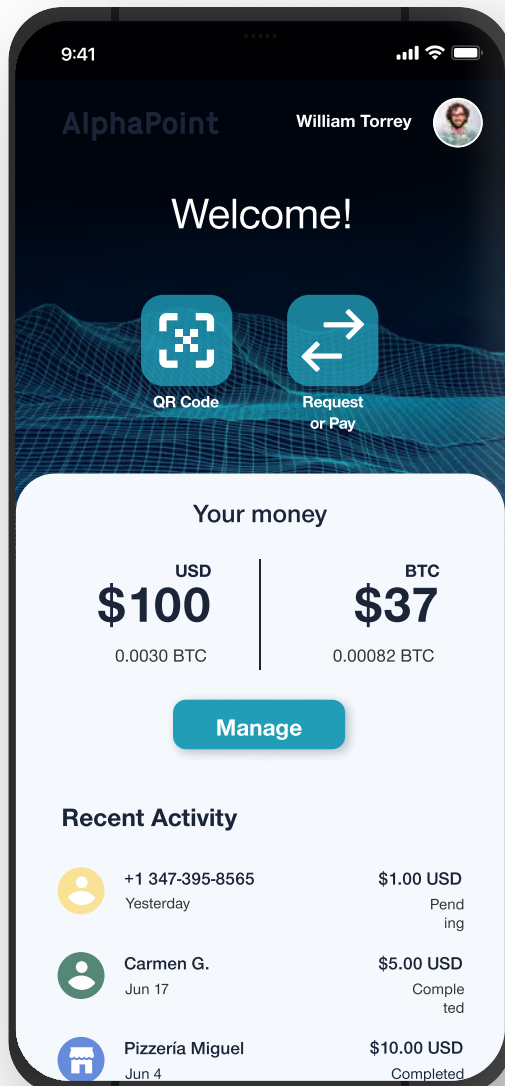 9:41
AlphaPoint
William Torrey
Welcome!
QR Code
Request
or Pay
Your money
USD
$100
0.0030 BTC
BTC
$37
0.00082 BTC
Manage
Recent Activity
+1 347-395-8565
$1.00 USD
Yesterday
Pend
ing
Carmen G.
$5.00 USD
Jun 17
Comple
ted
Pizzería Miguel
$10.00 USD
Jun 4
Completed